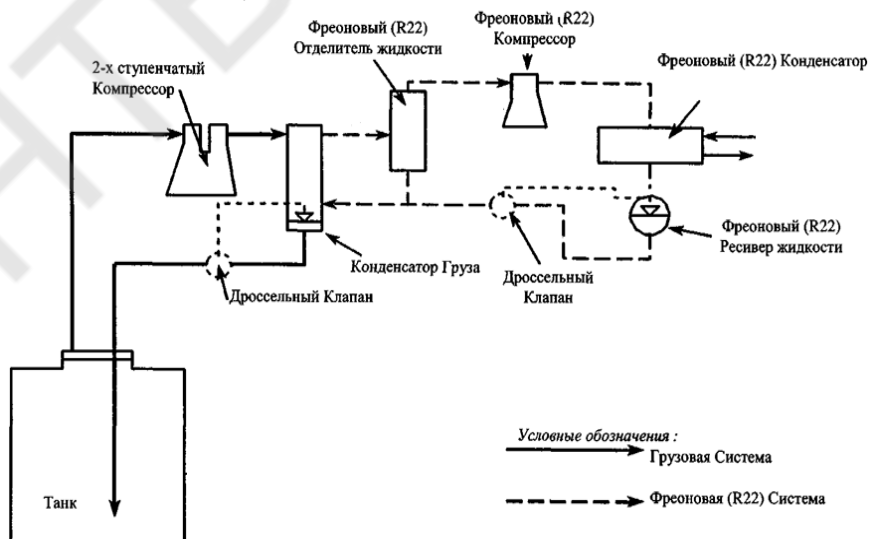 Фреоновый (R22)
Отделитель жидкости
Фреоновый (R22)
Компрессор
Фреоновый (R22) Конденсатор
2-х ступенчатый
Компрессор
Фреоновый (R22)
Ресивер жидкости
Конденсатор Груза
Дроссельный
Клапан
Дроссельный Клапан
Условные обозначения :
Грузовая Система
Фреоновая (R22) Система
Танк
НТБ